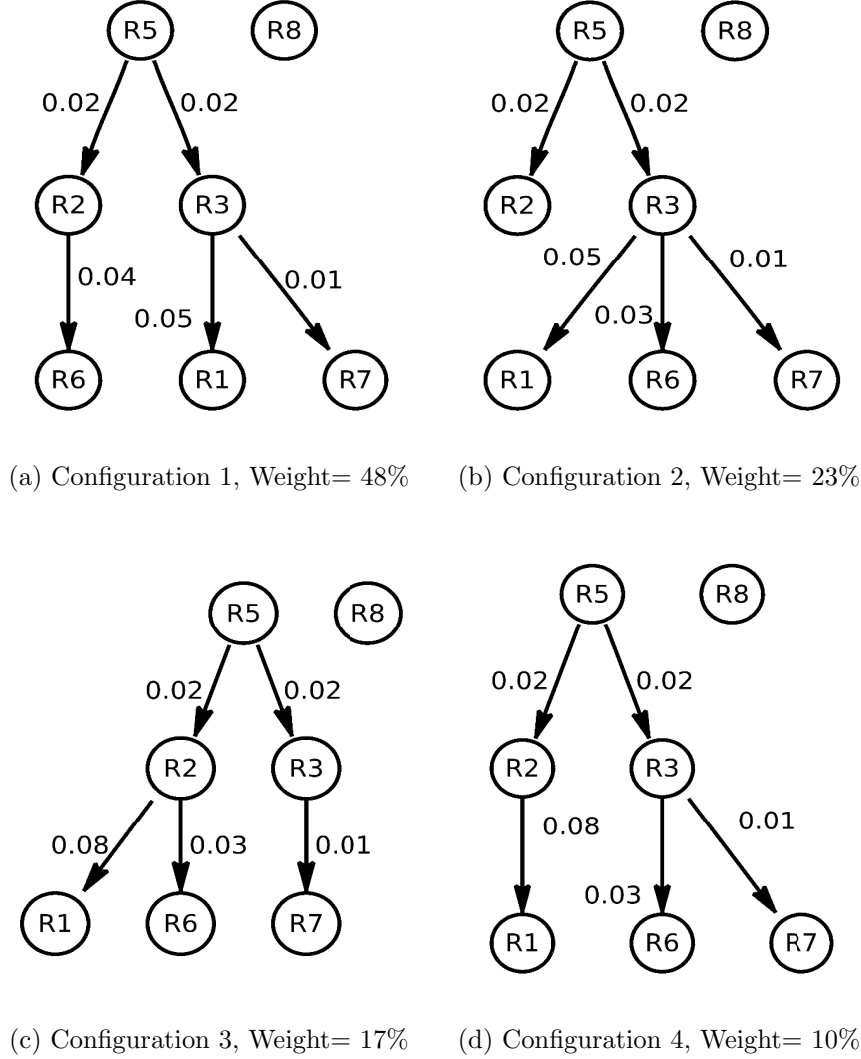 R5 R8
0.02 0.02
R2 R3
0.04 0.01
0.05
R6 R1 R7
(a) Configuration 1, Weight= 48%
R5 R8
0.02 0.02
R2 R3
0.05 0.01
0.03
R1 R6 R7
(b) Configuration 2, Weight= 23%
R5 R8
0.02 0.02
R2 R3
0.08 0.03 0.01
R1 R6 R7
(c) Configuration 3, Weight= 17%
R5 R8
0.02 0.02
R2 R3
0.08 0.01
0.03
R1 R6 R7
(d) Configuration 4, Weight= 10%